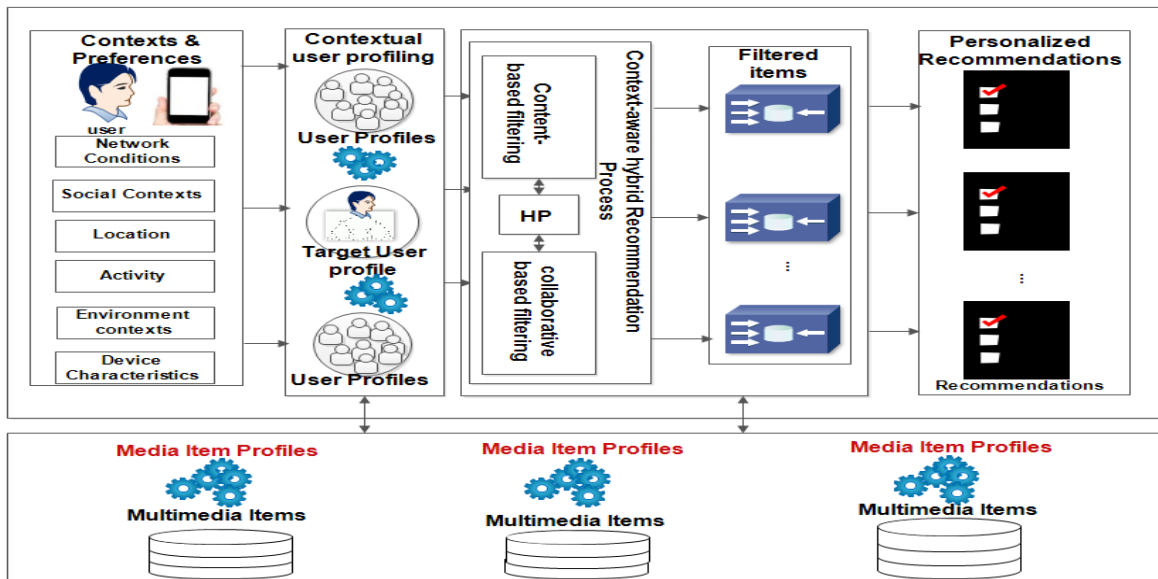 Contexts &
Preferences
user
Network
Conditions
Social Contexts
Location
Activity
Environment
contexts
Device
Characteristics
Contextual
user profiling
User Profiles
Target User
profile
User Profiles
Content-
based filtering
HP
collaborative
based filtering
Context-aware hybrid Recommendation
Process
Filtered
items
...
Personalized
Recommendations
...
Recommendations
Media Item Profiles
Multimedia Items
Media Item Profiles
Multimedia Items
Media Item Profiles
Multimedia Items